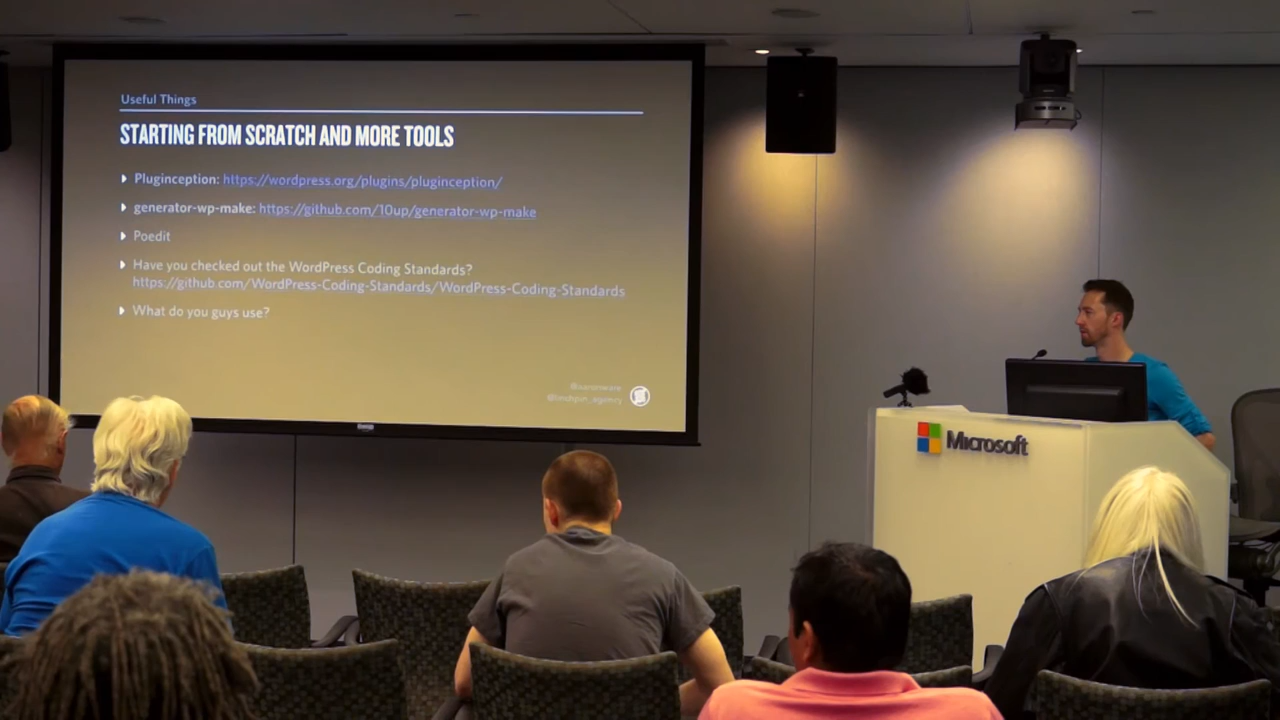 Useful Things
STARTING FROM SCRATCH AND MORE TOOLS
Pluginception: https://wordpress.org/plugins/pluginception/
generator-wp-make: https://github.com/10up/generator-wp-make
Poedit
Have you checked out the WordPress Coding Standards?
https://github.com/WordPress-Coding-Standards/WordPress-Coding-Standards
What do you guys use?
@linchpin_agency
Microsoft